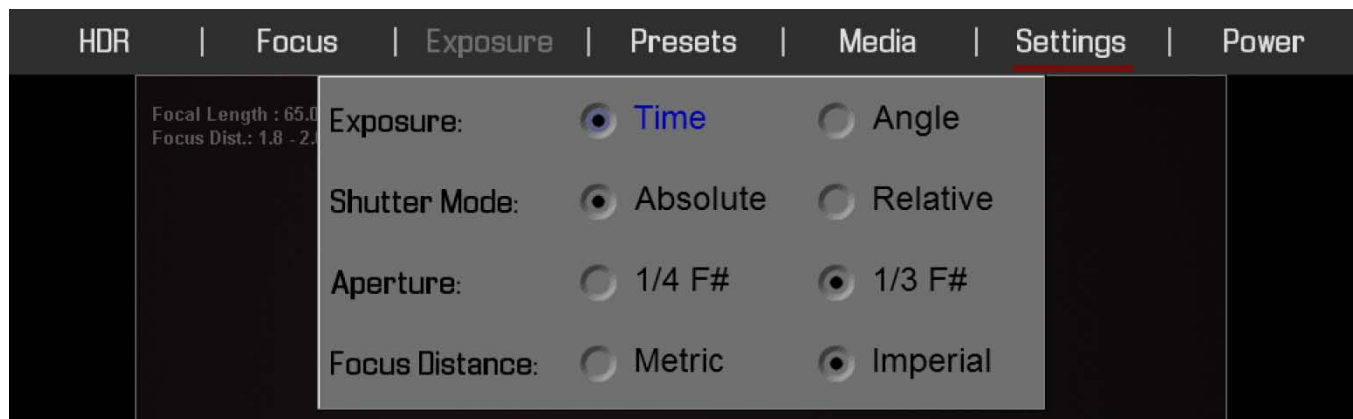 HDR | Focus | Exposure | Presets | Media | Settings | Power
Focal Length : 65.0
Focus Dist.: 1.8 - 2.
Exposure: Time Angle
Shutter Mode: Absolute Relative
Aperture: 1/4 F# 1/3 F#
Focus Distance: Metric Imperial